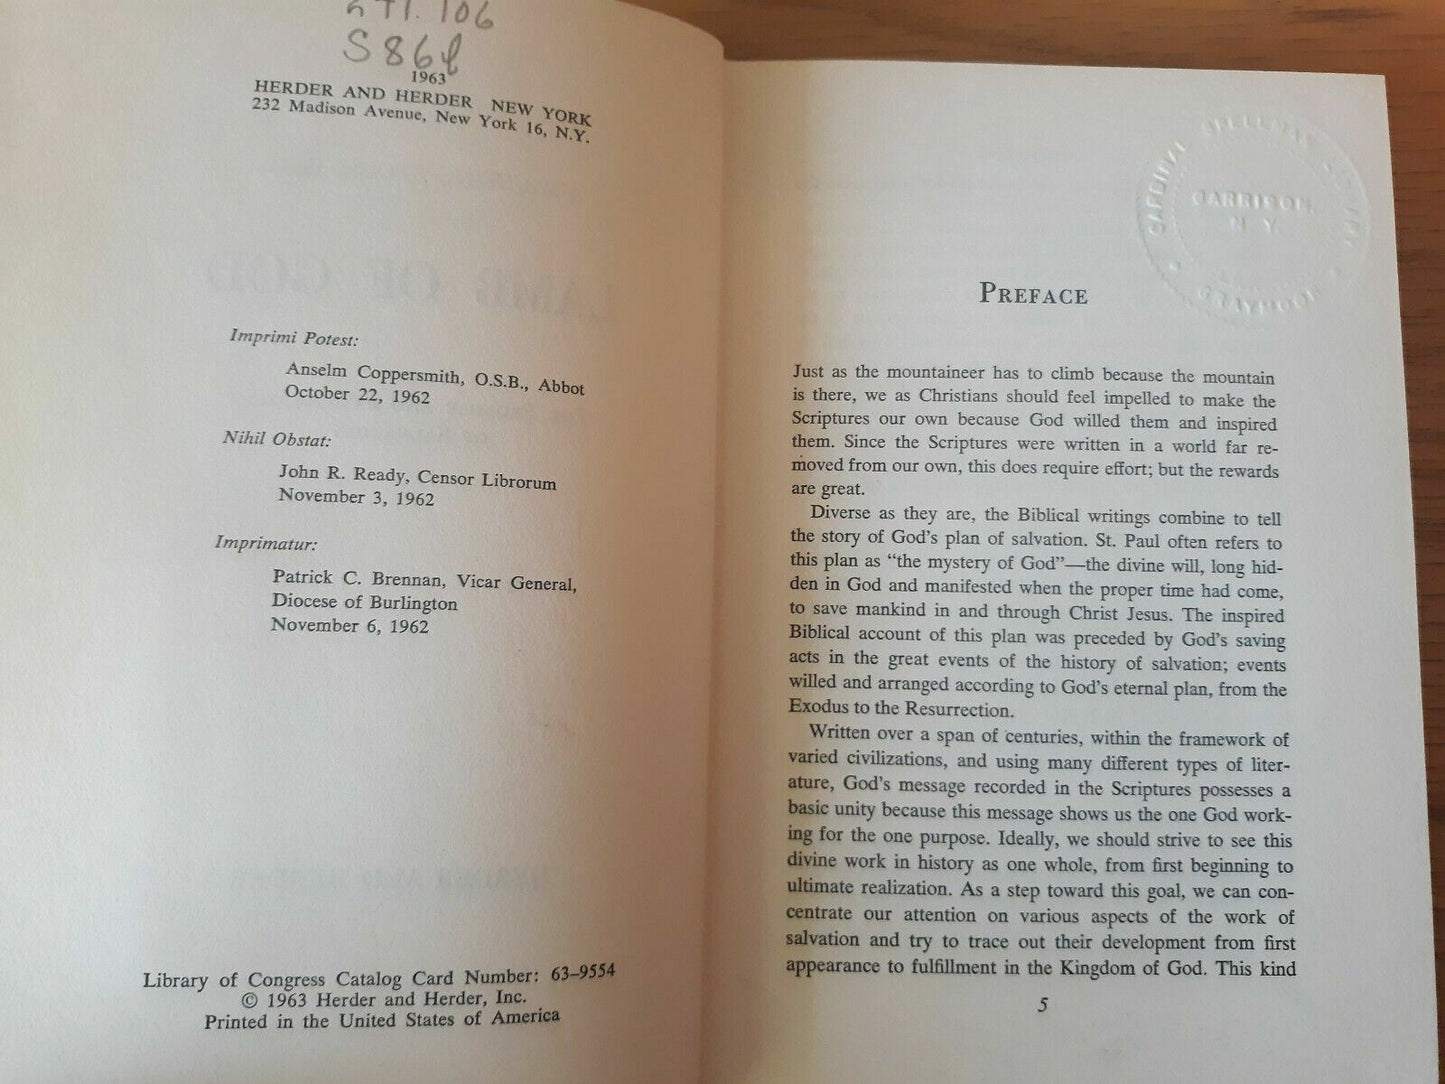 106
S86l
1963
HERDER AND HERDER NEW YORK
232 Madison Avenue, New York 16, N.Y.
LAMB OF GOD
Imprimi Potest:
Anselm Coppersmith, O.S.B., Abbot
October 22, 1962
Nihil Obstat:
John R. Ready, Censor Librorum
November 3, 1962
Imprimatur:
Patrick C. Brennan, Vicar General,
Diocese of Burlington
November 6, 1962
Library of Congress Catalog Card Number: 63-9554
© 1963 Herder and Herder, Inc.
Printed in the United States of America
CARDINAL SPELLMAN
GARRISON,
N. Y.
GRAYMOOR
PREFACE
Just as the mountaineer has to climb because the mountain
is there, we as Christians should feel impelled to make the
Scriptures our own because God willed them and inspired
them. Since the Scriptures were written in a world far re-
moved from our own, this does require effort; but the rewards
are great.
Diverse as they are, the Biblical writings combine to tell
the story of God's plan of salvation. St. Paul often refers to
this plan as "the mystery of God"—the divine will, long hid-
den in God and manifested when the proper time had come,
to save mankind in and through Christ Jesus. The inspired
Biblical account of this plan was preceded by God's saving
acts in the great events of the history of salvation; events
willed and arranged according to God's eternal plan, from the
Exodus to the Resurrection.
Written over a span of centuries, within the framework of
varied civilizations, and using many different types of liter-
ature, God's message recorded in the Scriptures possesses a
basic unity because this message shows us the one God work-
ing for the one purpose. Ideally, we should strive to see this
divine work in history as one whole, from first beginning to
ultimate realization. As a step toward this goal, we can con-
centrate our attention on various aspects of the work of
salvation and try to trace out their development from first
appearance to fulfillment in the Kingdom of God. This kind
5